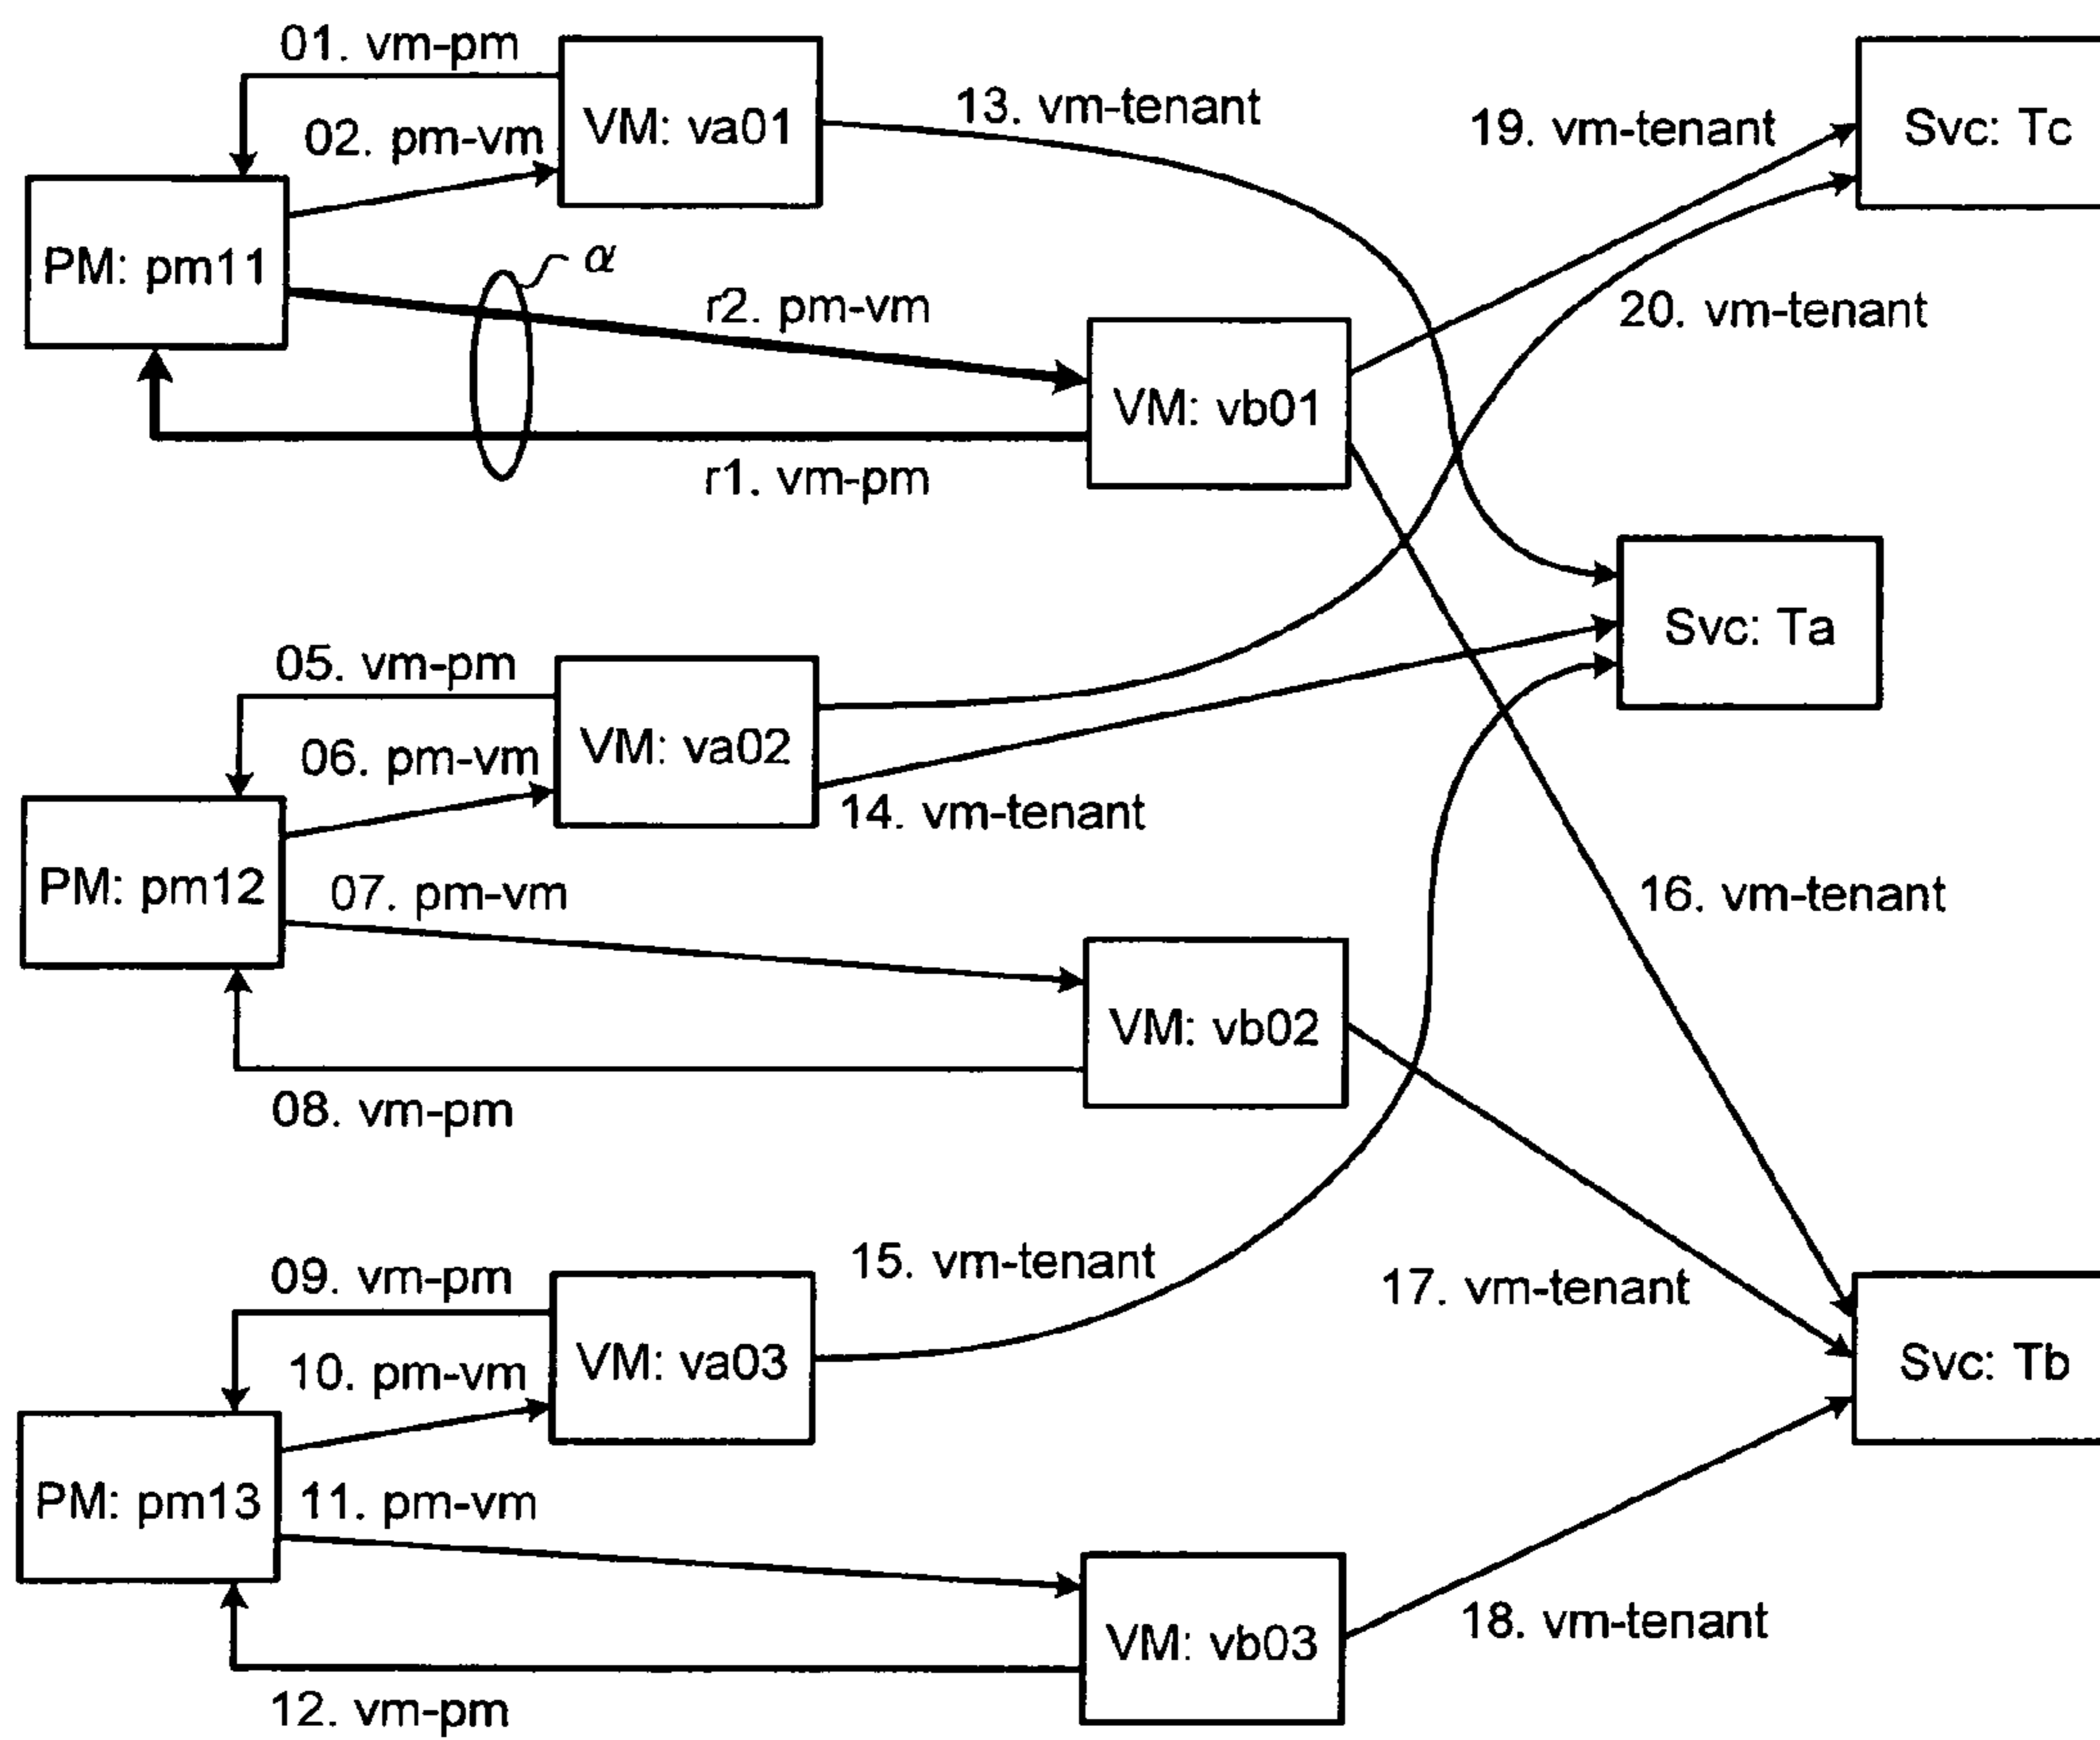 01. vm-pm
VM: va01
13. vm-tenant
19. vm-tenant
Svc: Tc
02. pm-vm
PM: pm11
α
r2. pm-vm
20. vm-tenant
VM: vb01
r1. vm-pm
Svc: Ta
05. vm-pm
VM: va02
06. pm-vm
14. vm-tenant
PM: pm12
07. pm-vm
16. vm-tenant
VM: vb02
08. vm-pm
09. vm-pm
15. vm-tenant
17. vm-tenant
VM: va03
10. pm-vm
Svc: Tb
PM: pm13
11. pm-vm
VM: vb03
18. vm-tenant
12. vm-pm